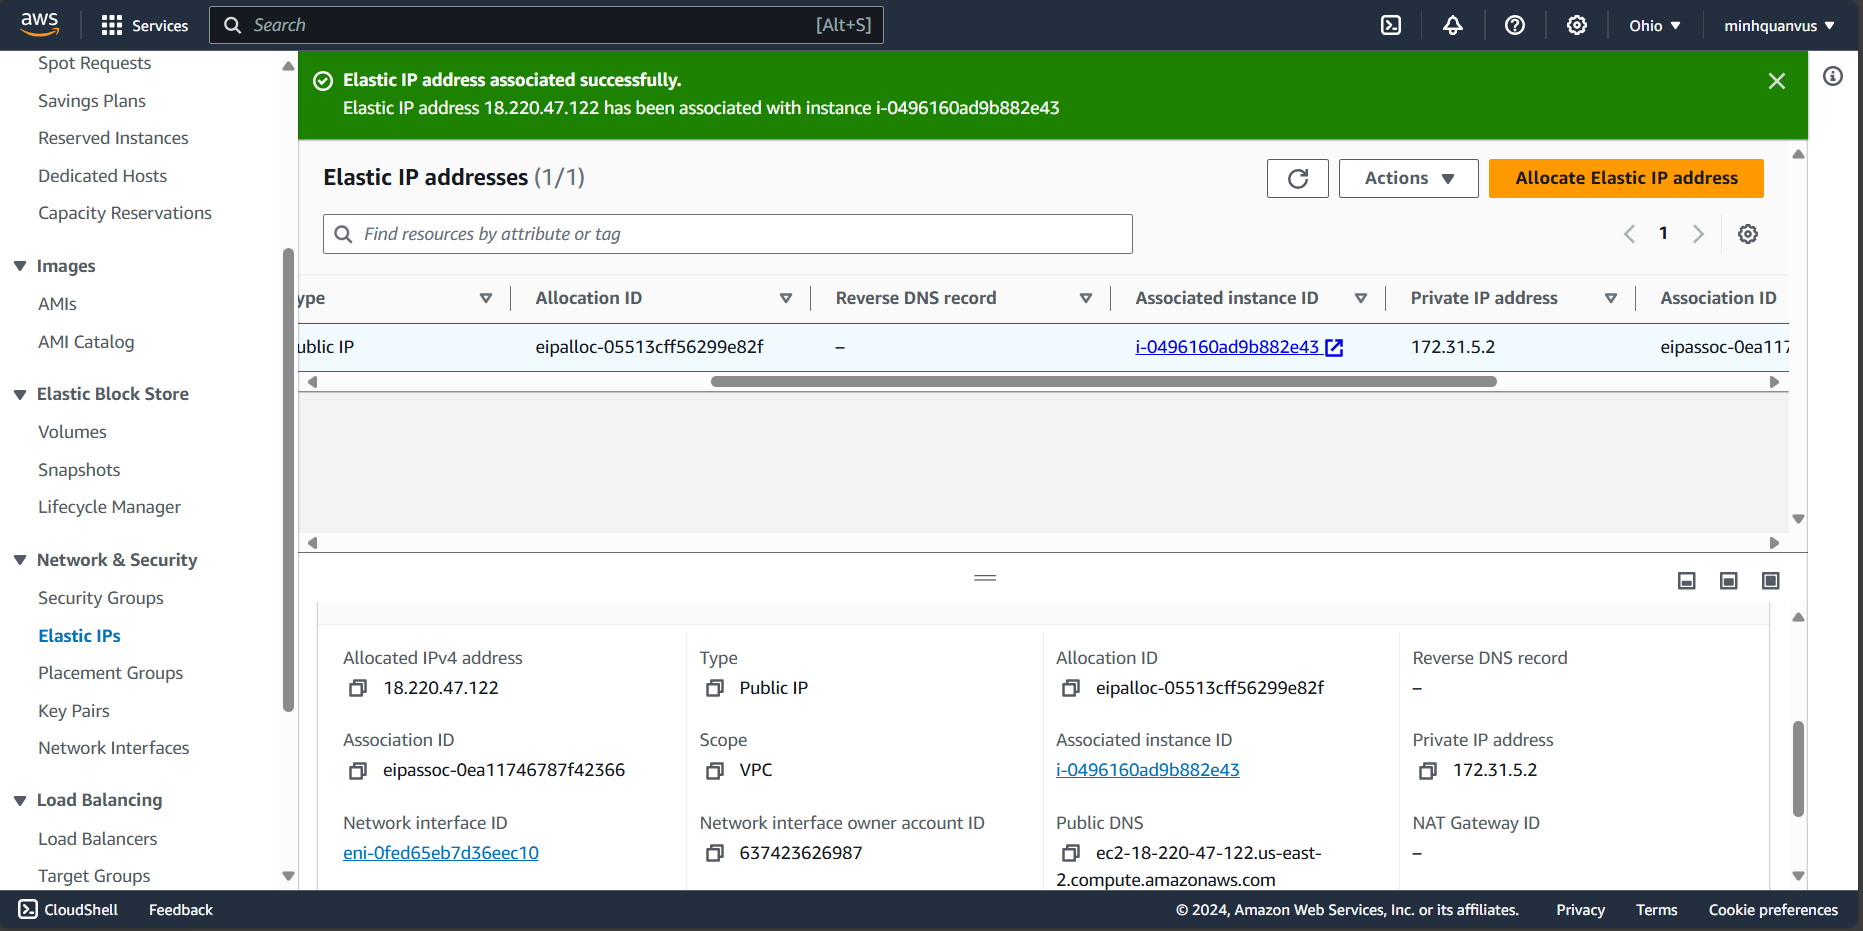 aws
Services
Search
[Alt+S]
Ohio
minhquanvus
Spot Requests
Savings Plans
Reserved Instances
Dedicated Hosts
Capacity Reservations
Images
AMIs
AMI Catalog
Elastic Block Store
Volumes
Snapshots
Lifecycle Manager
Network & Security
Security Groups
Elastic IPs
Placement Groups
Key Pairs
Network Interfaces
Load Balancing
Load Balancers
Target Groups
Elastic IP address associated successfully.
Elastic IP address 18.220.47.122 has been associated with instance i-0496160ad9b882e43
Elastic IP addresses (1/1)
Actions
Allocate Elastic IP address
Find resources by attribute or tag
1
ype
Allocation ID
Reverse DNS record
Associated instance ID
Private IP address
Association ID
ublic IP
eipalloc-05513cff56299e82f
–
i-0496160ad9b882e43
172.31.5.2
eipassoc-0ea117
Allocated IPv4 address
18.220.47.122
Type
Public IP
Allocation ID
eipalloc-05513cff56299e82f
Reverse DNS record
–
Association ID
eipassoc-0ea11746787f42366
Scope
VPC
Associated instance ID
i-0496160ad9b882e43
Private IP address
172.31.5.2
Network interface ID
eni-0fed65eb7d36eec10
Network interface owner account ID
637423626987
Public DNS
ec2-18-220-47-122.us-east-
2.compute.amazonaws.com
NAT Gateway ID
–
CloudShell
Feedback
© 2024, Amazon Web Services, Inc. or its affiliates.
Privacy
Terms
Cookie preferences